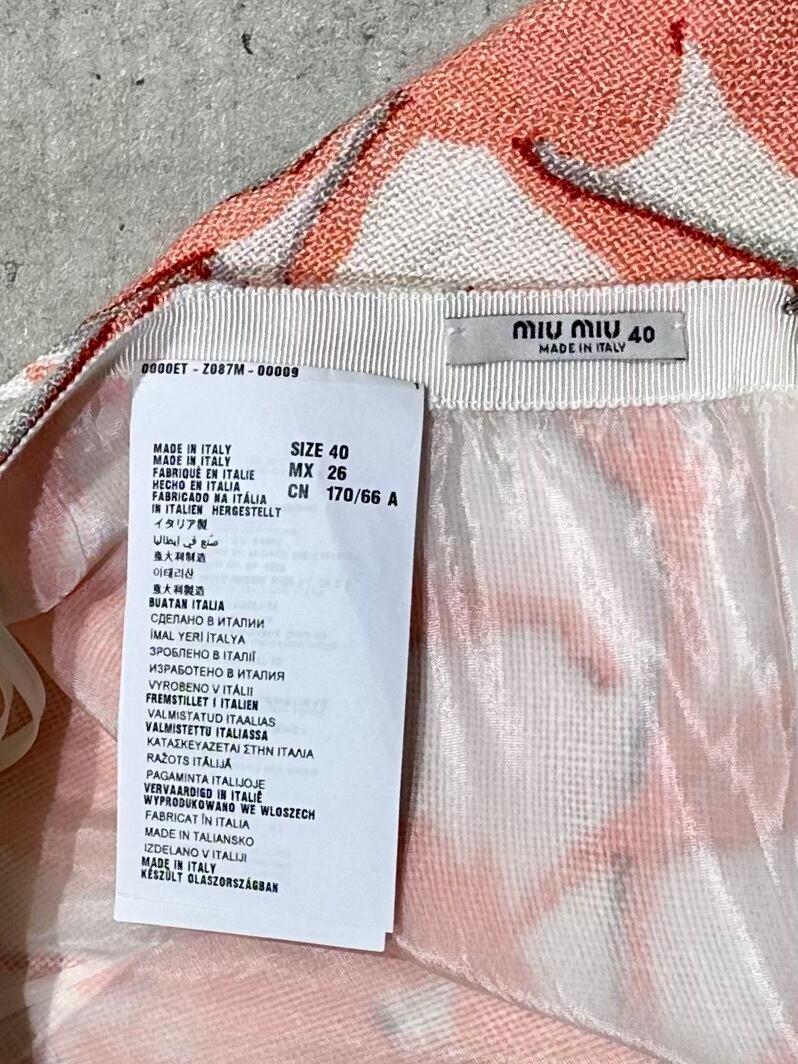 miu miu 40
MADE IN ITALY
0000ET - Z087M - 00009
MADE IN ITALY
MADE IN ITALY
FABRIQUÉ EN ITALIE
HECHO EN ITALIA
FABRICADO NA ITÁLIA
IN ITALIEN HERGESTELLT
イタリア製
صنع في إيطاليا
意大利制造
이태리산
意大利製造
BUATAN ITALIA
СДЕЛАНО В ИТАЛИИ
İMAL YERİ İTALYA
ЗРОБЛЕНО В ІТАЛІЇ
ИЗРАБОТЕНО В ИТАЛИЯ
VYROBENO V ITÁLII
FREMSTILLET I ITALIEN
VALMISTATUD ITAALIAS
VALMISTETTU ITALIASSA
ΚΑΤΑΣΚΕΥΑΖΕΤΑΙ ΣΤΗΝ ΙΤΑΛΙΑ
RAŽOTS ITĀLIJĀ
PAGAMINTA ITALIJOJE
VERVAARDIGD IN ITALIË
WYPRODUKOWANO WE WLOSZECH
FABRICAT ÎN ITALIA
MADE IN TALIANSKO
IZDELANO V ITALIJI
MADE IN ITALY
KÉSZÜLT OLASZORSZÁGBAN
SIZE 40
MX 26
CN 170/66 A